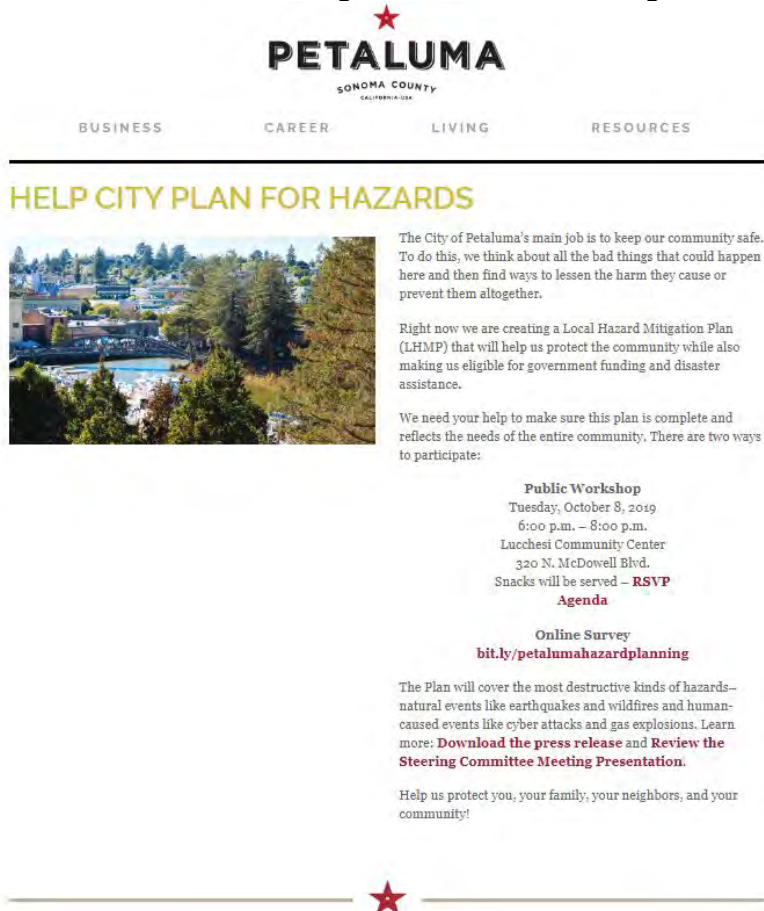 PETALUMA
SONOMA COUNTY
CALIFORNIA-USA
BUSINESS CAREER LIVING RESOURCES
HELP CITY PLAN FOR HAZARDS
The City of Petaluma's main job is to keep our community safe.
To do this, we think about all the bad things that could happen
here and then find ways to lessen the harm they cause or
prevent them altogether.
Right now we are creating a Local Hazard Mitigation Plan
(LHMP) that will help us protect the community while also
making us eligible for government funding and disaster
assistance.
We need your help to make sure this plan is complete and
reflects the needs of the entire community. There are two ways
to participate:
Public Workshop
Tuesday, October 8, 2019
6:00 p.m. – 8:00 p.m.
Lucchesi Community Center
320 N. McDowell Blvd.
Snacks will be served – RSVP
Agenda
Online Survey
bit.ly/petalumahazardplanning
The Plan will cover the most destructive kinds of hazards–
natural events like earthquakes and wildfires and human-
caused events like cyber attacks and gas explosions. Learn
more: Download the press release and Review the
Steering Committee Meeting Presentation.
Help us protect you, your family, your neighbors, and your
community!